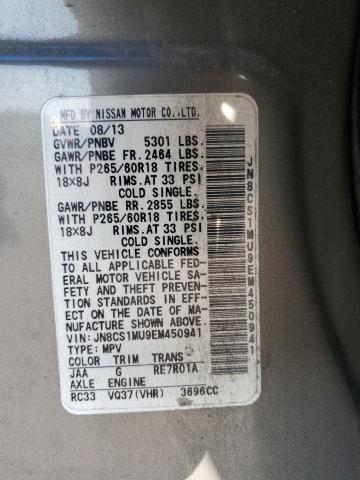 MFD BY NISSAN MOTOR CO.,LTD.
DATE 08/13
GVWR/PNBV 5301 LBS.
GAWR/PNBE FR. 2464 LBS.
WITH P265/60R18 TIRES.
18X8J RIMS. AT 33 PSI
COLD SINGLE.
GAWR/PNBE RR. 2855 LBS.
WITH P265/60R18 TIRES.
18X8J RIMS. AT 33 PSI
COLD SINGLE.
THIS VEHICLE CONFORMS
TO ALL APPLICABLE FED-
ERAL MOTOR VEHICLE SA-
FETY AND THEFT PREVEN-
TION STANDARDS IN EFF-
ECT ON THE DATE OF MA-
NUFACTURE SHOWN ABOVE.
VIN: JN8CS1MU9EM450941
TYPE: MPV
COLOR TRIM TRANS
JAA G RE7R01A
AXLE ENGINE
RC33 VQ37(VHR) 3696CC
JN8CS1MU9EM450941